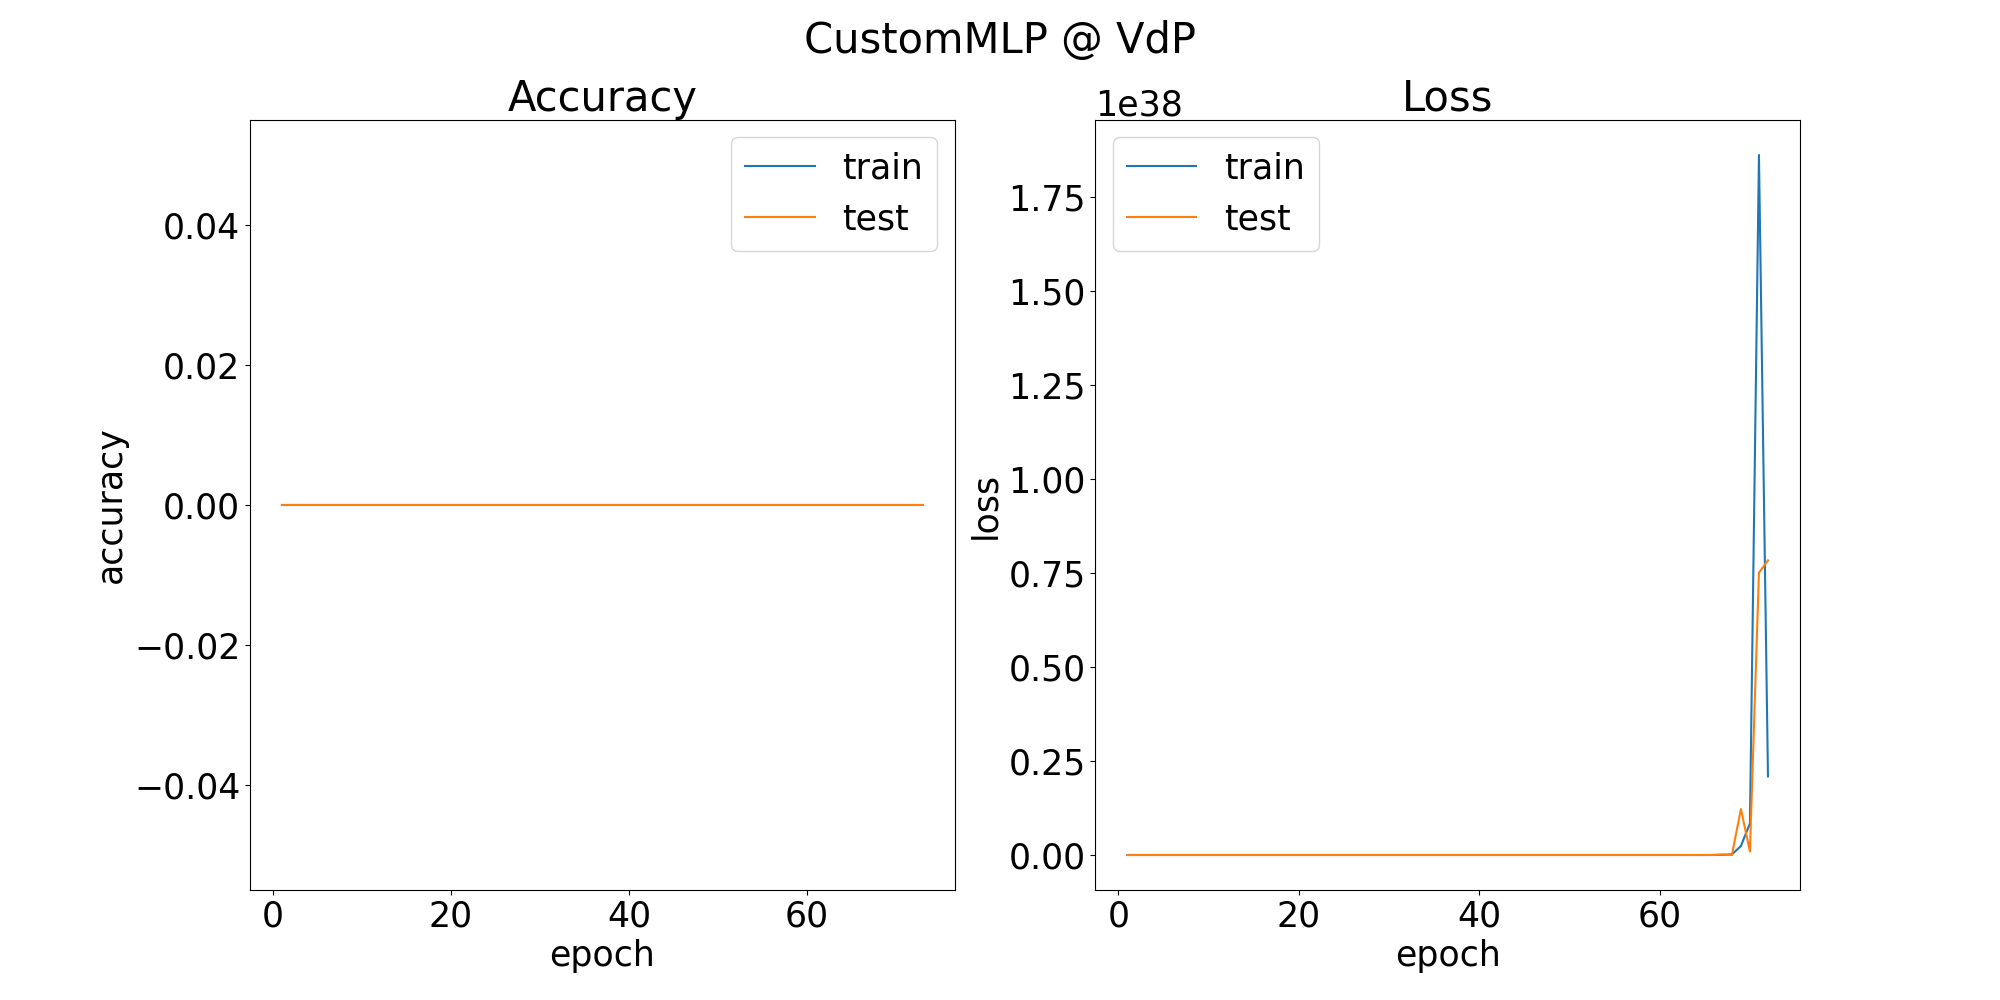 CustomMLP @ VdP
Accuracy
train
test
0.04
0.02
0.00
−0.02
−0.04
accuracy
0
20
40
60
epoch
Loss
1e38
train
test
1.75
1.50
1.25
1.00
0.75
0.50
0.25
0.00
loss
0
20
40
60
epoch